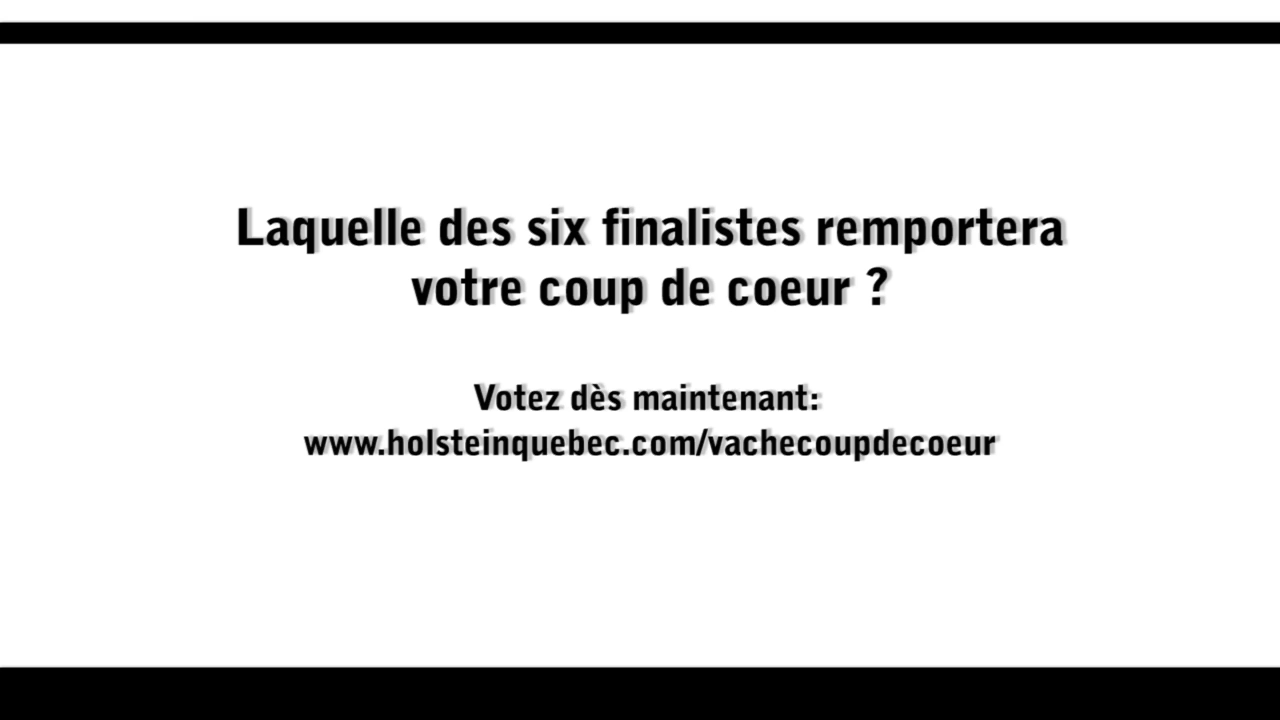 Laquelle des six finalistes remportera
votre coup de coeur ?
Votez dès maintenant:
www.holsteinquebec.com/vachecoupdecoeur